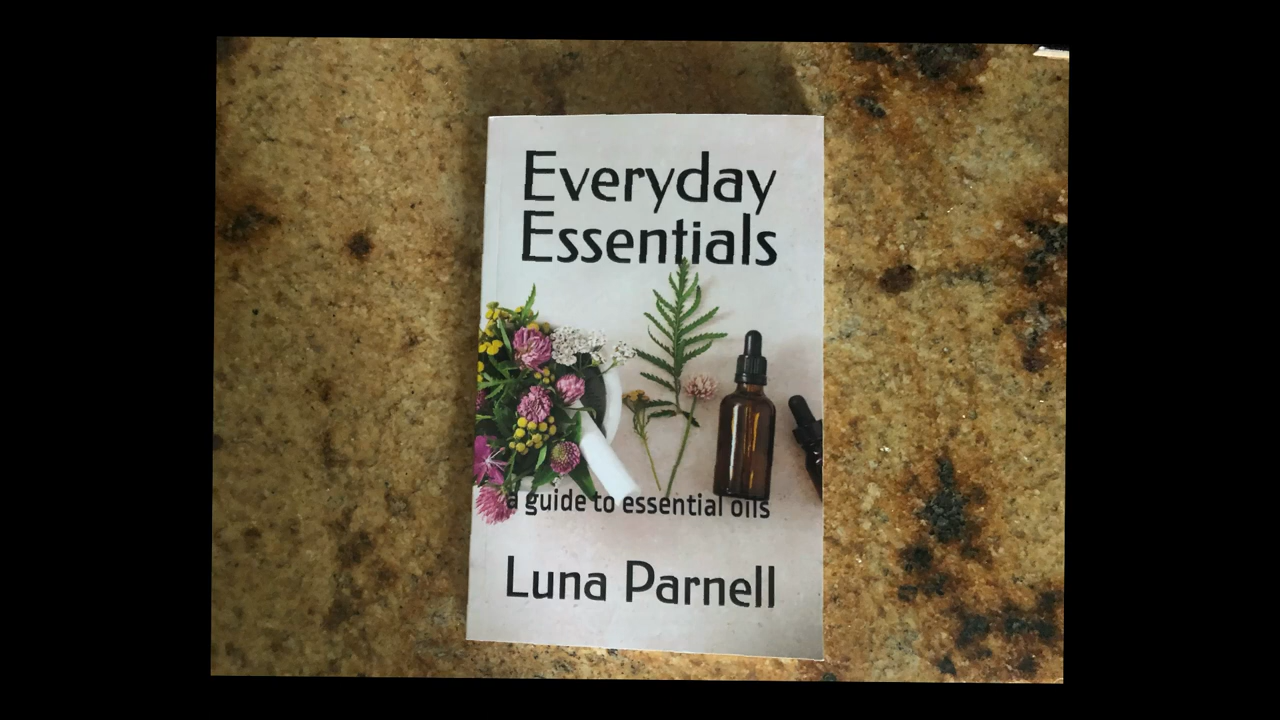 Everyday
Essentials
a guide to essential oils
Luna Parnell